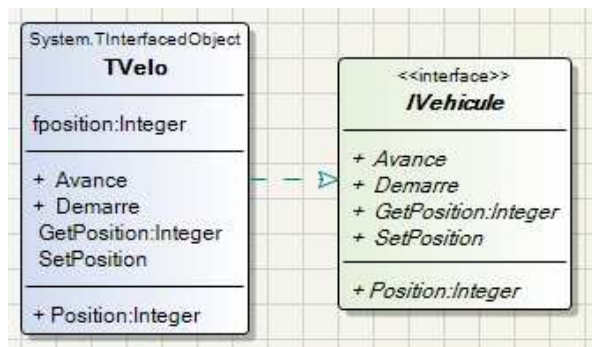 System.TInterfacedObject
TVelo
fposition:Integer
+ Avance
+ Demarre
GetPosition:Integer
SetPosition
+ Position:Integer
<<interface>>
IVehicule
+ Avance
+ Demarre
+ GetPosition:Integer
+ SetPosition
+ Position:Integer